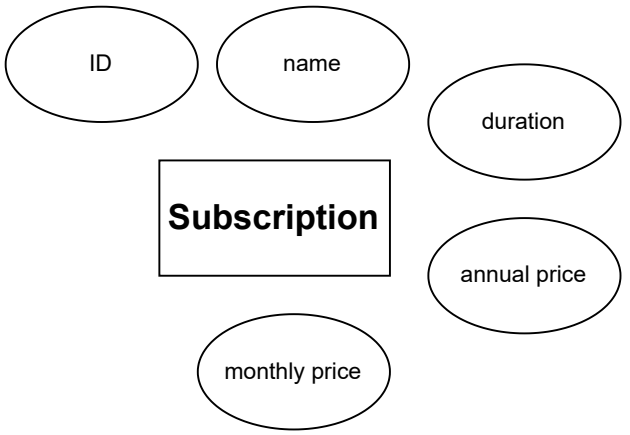 ID
name
duration
Subscription
annual price
monthly price